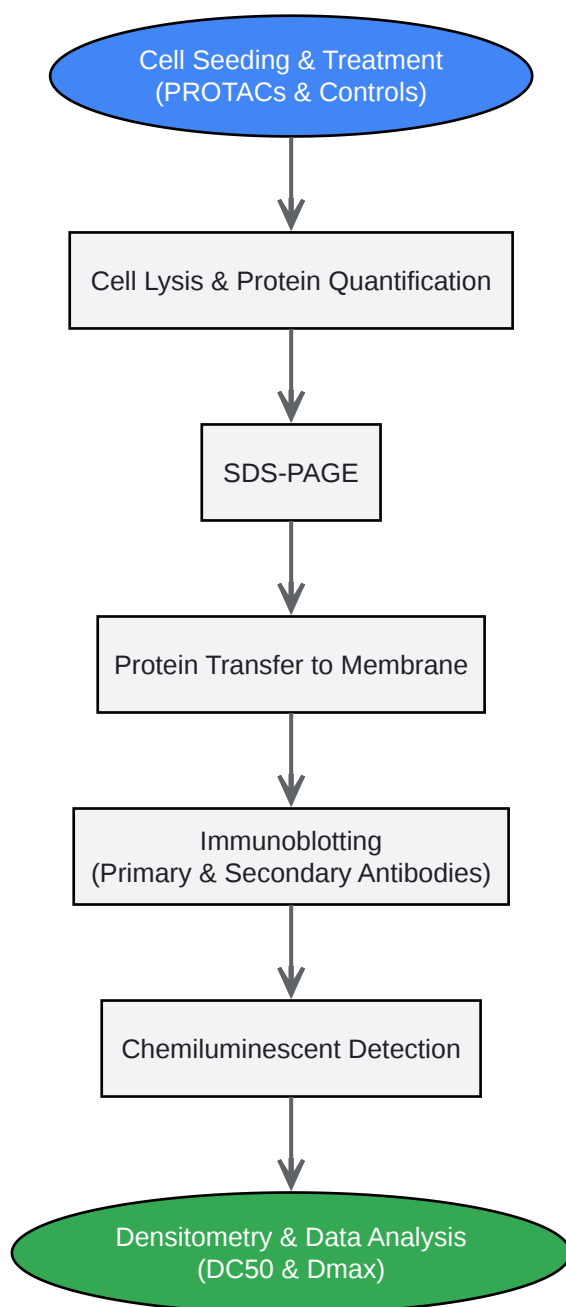 Cell Seeding & Treatment
(PROTACs & Controls)
Cell Lysis & Protein Quantification
SDS-PAGE
Protein Transfer to Membrane
Immunoblotting
(Primary & Secondary Antibodies)
Chemiluminescent Detection
Densitometry & Data Analysis
(DC50 & Dmax)